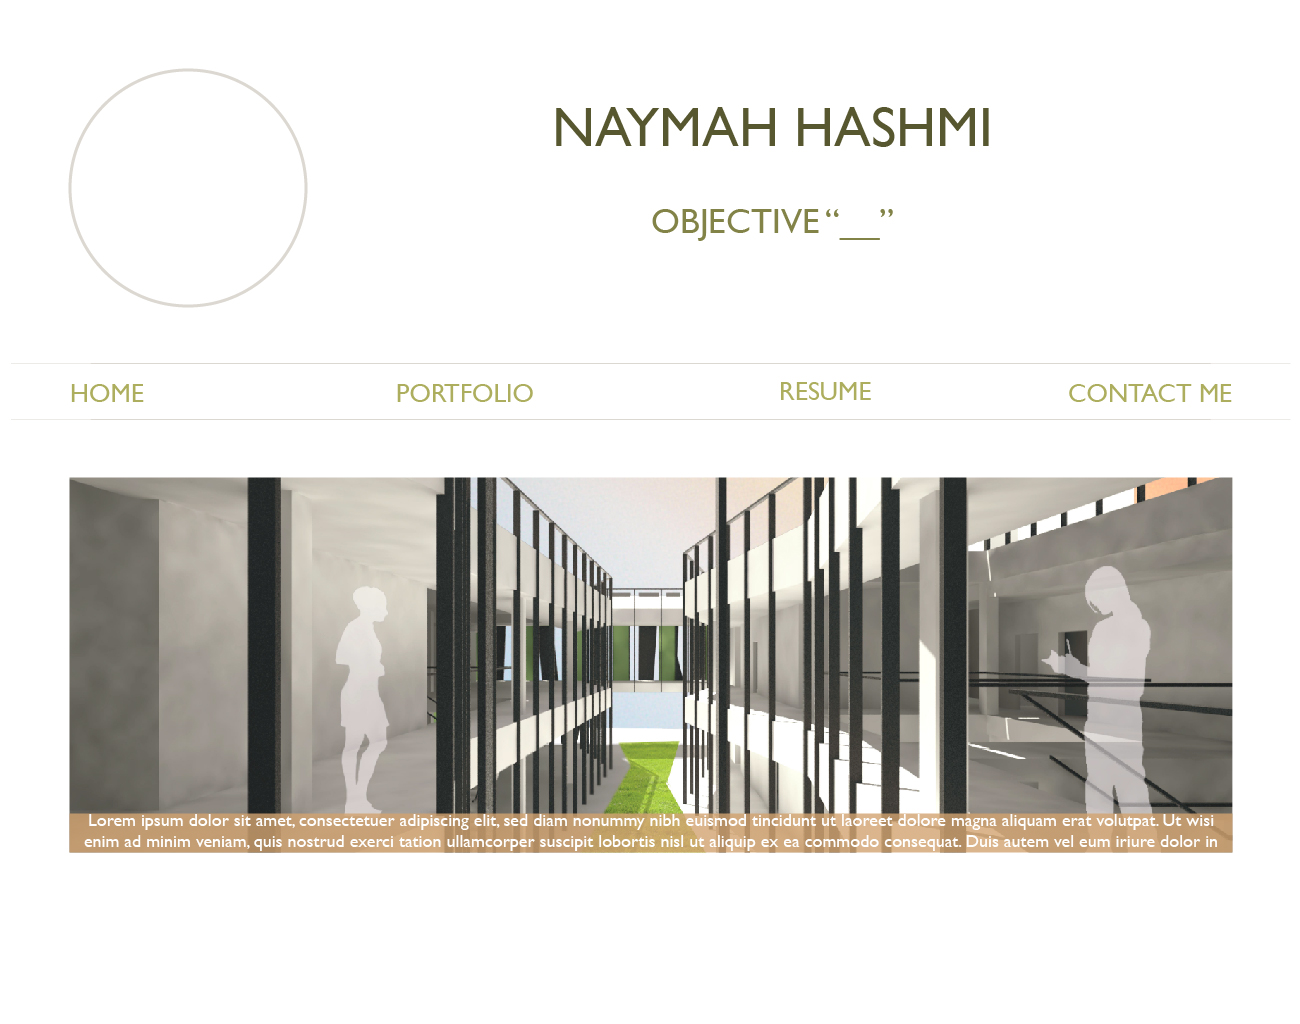 NAYMAH HASHMI
OBJECTIVE “__”
HOME PORTFOLIO RESUME CONTACT ME
Lorem ipsum dolor sit amet, consectetuer adipiscing elit, sed diam nonummy nibh euismod tincidunt ut laoreet dolore magna aliquam erat volutpat. Ut wisi
enim ad minim veniam, quis nostrud exerci tation ullamcorper suscipit lobortis nisl ut aliquip ex ea commodo consequat. Duis autem vel eum iriure dolor in